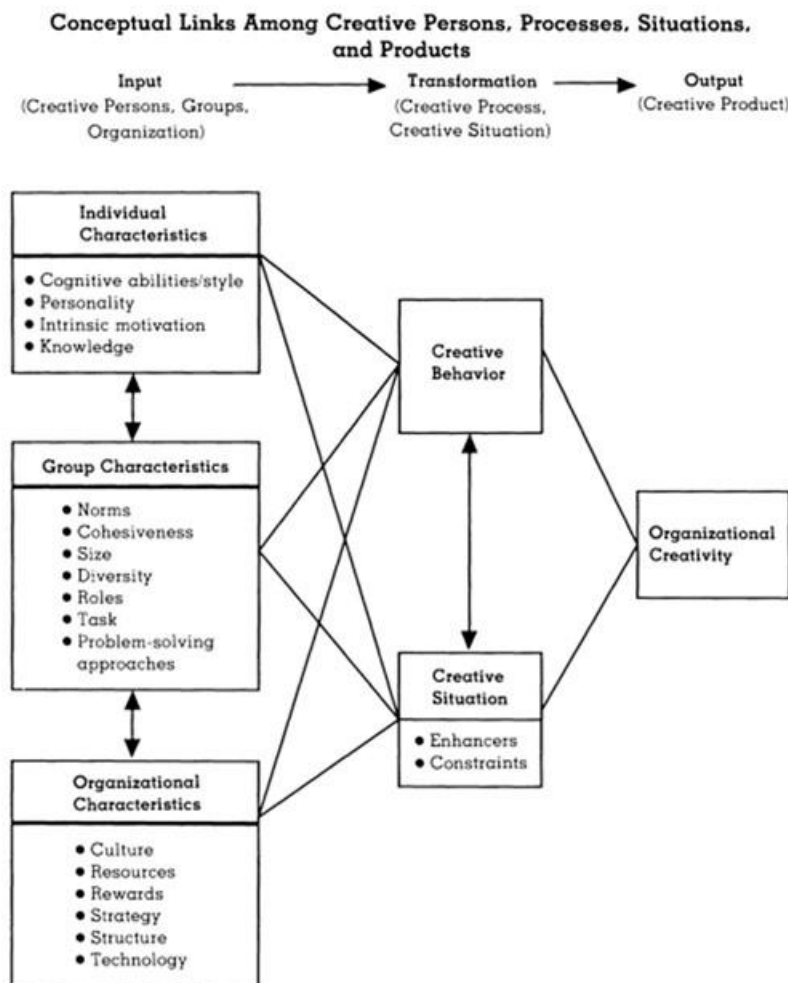 Conceptual Links Among Creative Persons, Processes, Situations,
and Products
Input
(Creative Persons, Groups,
Organization)
Transformation
(Creative Process,
Creative Situation)
Output
(Creative Product)
Individual
Characteristics
● Cognitive abilities/style
● Personality
● Intrinsic motivation
● Knowledge
Group Characteristics
● Norms
● Cohesiveness
● Size
● Diversity
● Roles
● Task
● Problem-solving
approaches
Organizational
Characteristics
● Culture
● Resources
● Rewards
● Strategy
● Structure
● Technology
Creative
Behavior
Creative
Situation
● Enhancers
● Constraints
Organizational
Creativity